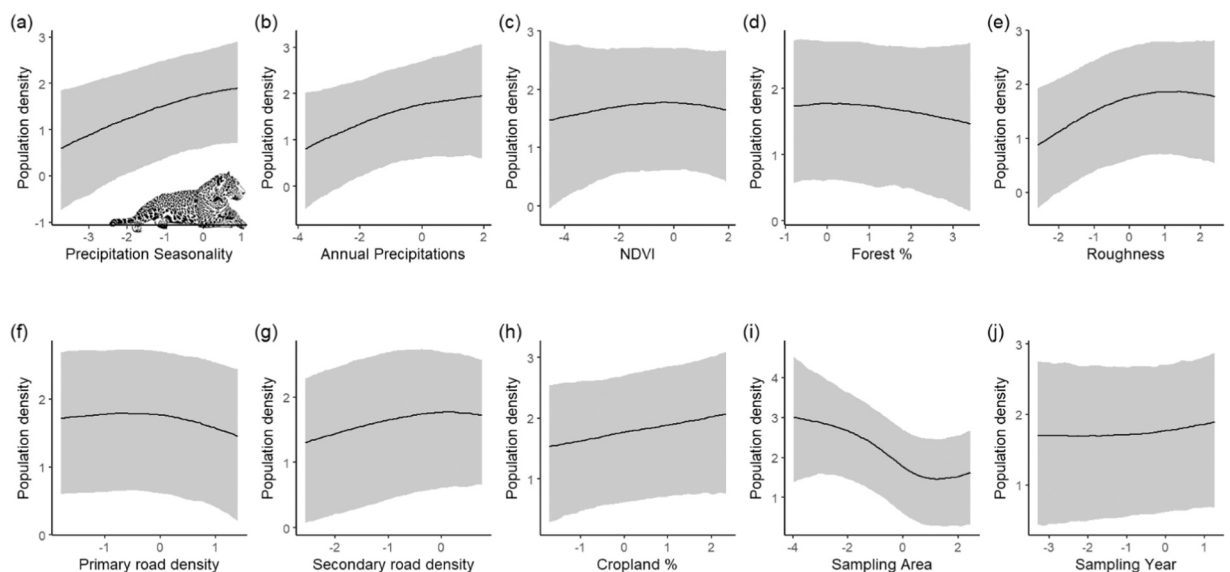 (a) (b) (c) (d) (e)
Population density Population density Population density Population density Population density
3 3 3 3
2 2 2 2 2
1 1 1 1 1
0 0 0 0 0
-1
-3 -2 -1 0 1 -4 -2 0 2 -4 -2 0 -1 0 1 2 3 -2 -1 0 1 2
Precipitation Seasonality Annual Precipitations NDVI Forest % Roughness
(f) (g) (h) (i) (j)
Population density Population density Population density Population density Population density
3 4 3
2 2 2 3 2
1 1 1 2 1
0 0 1
-1 0 1 -2 -1 0 -1 0 1 2 -4 -2 0 2 -3 -2 -1 0 1
Primary road density Secondary road density Cropland % Sampling Area Sampling Year